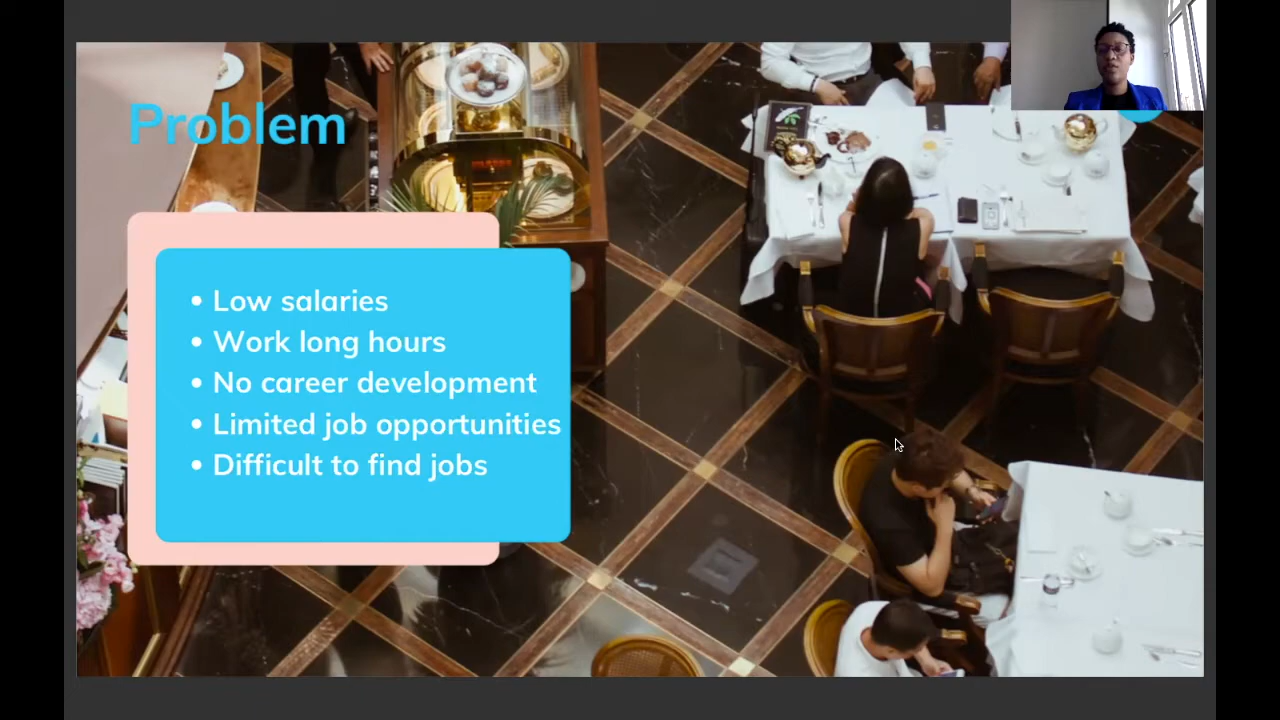 Problem
• Low salaries
• Work long hours
• No career development
• Limited job opportunities
• Difficult to find jobs